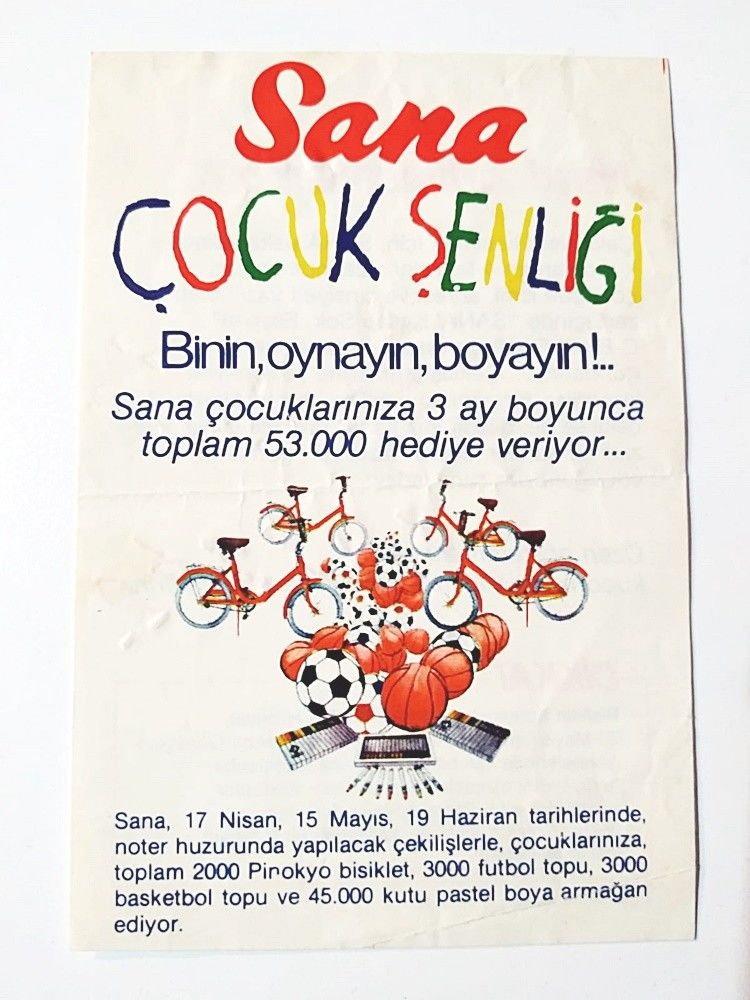 Sana
ÇOCUK ŞENLİĞİ
Binin, oynayın, boyayın!..
Sana çocuklarınıza 3 ay boyunca
toplam 53.000 hediye veriyor...
Sana, 17 Nisan, 15 Mayıs, 19 Haziran tarihlerinde,
noter huzurunda yapılacak çekilişlerle, çocuklarınıza,
toplam 2000 Pinokyo bisiklet, 3000 futbol topu, 3000
basketbol topu ve 45.000 kutu pastel boya armağan
ediyor.